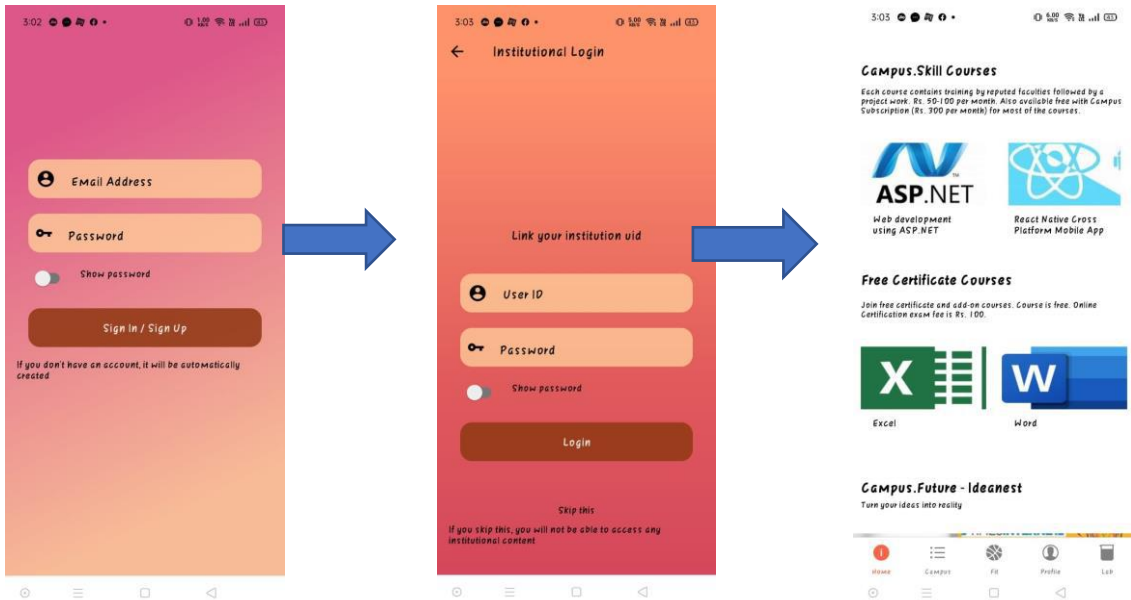 3:02
Email Address
Password
Show password
Sign In / Sign Up
If you don't have an account, it will be automatically
created
3:03
Institutional Login
Link your institution uid
User ID
Password
Show password
Login
Skip this
If you skip this, you will not be able to access any
institutional content
3:03
Campus.Skill Courses
Each course contains training by reputed faculties followed by a
project work. Rs. 50-100 per month. Also available free with Campus
Subscription (Rs. 300 per month) for most of the courses.
ASP.NET
Web development
using ASP.NET
React Native Cross
Platform Mobile App
Free Certificate Courses
Join free certificate and add-on courses. Course is free. Online
Certification exam fee is Rs. 100.
X
W
Excel
Word
Campus.Future - Ideanest
Turn your ideas into reality
Home
Campus
Fit
Profile
Lab